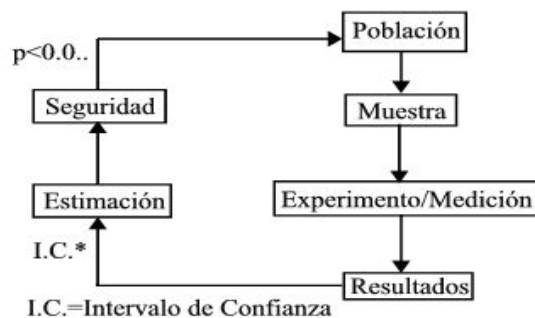 Población
p<0.0..
Seguridad
Muestra
Estimación
Experimento/Medición
I.C.*
Resultados
I.C.=Intervalo de Confianza